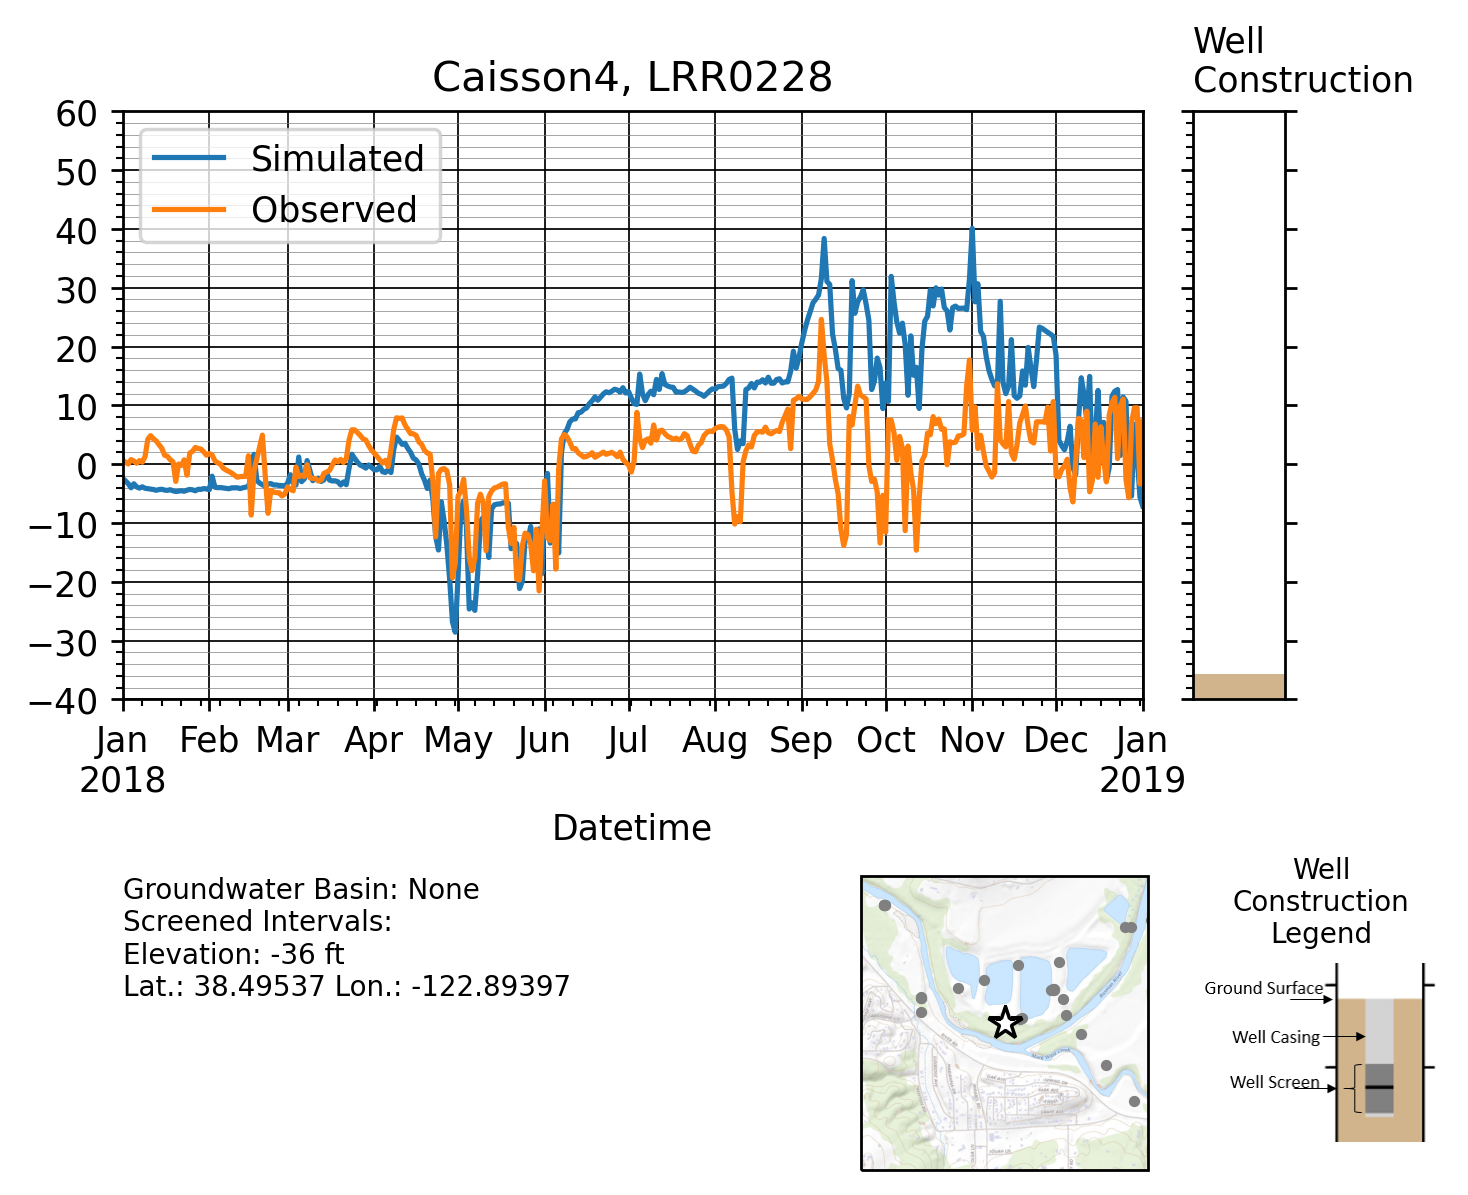 Well
Construction
Caisson4, LRR0228
60
50
40
30
20
10
0
−10
−20
−30
−40
Simulated
Observed
Jan Feb Mar Apr May Jun Jul Aug Sep Oct Nov Dec Jan
2018 2019
Datetime
Groundwater Basin: None
Screened Intervals:
Elevation: -36 ft
Lat.: 38.49537 Lon.: -122.89397
Well
Construction
Legend
Ground Surface
Well Casing
Well Screen